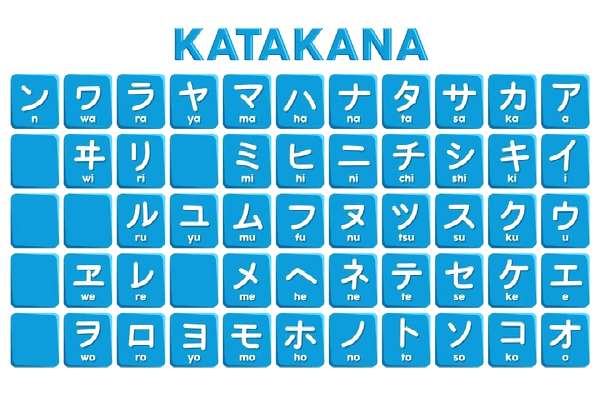 KATAKANA
ン ワ ラ ヤ マ ハ ナ タ サ カ ア
n wa ra ya ma ha na ta sa ka a
ヰ リ ミ ヒ ニ チ シ キ イ
wi ri mi hi ni chi shi ki i
ル ユ ム フ ヌ ツ ス ク ウ
ru yu mu fu nu tsu su ku u
ヱ レ メ ヘ ネ テ セ ケ エ
we re me he ne te se ke e
ヲ ロ ヨ モ ホ ノ ト ソ コ オ
wo ro yo mo ho no to so ko o